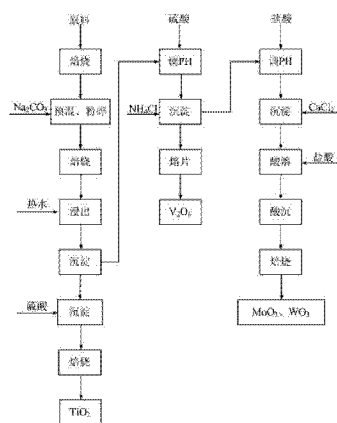 原料
硫酸
盐酸
焙烧
调PH
调PH
Na₂CO₃
预混、粉碎
NH₄Cl
沉淀
沉淀
CaCl₂
焙烧
熔片
酸溶
盐酸
热水
浸出
V₂O₅
酸沉
沉淀
焙烧
硫酸
沉淀
MoO₃、WO₃
焙烧
TiO₂